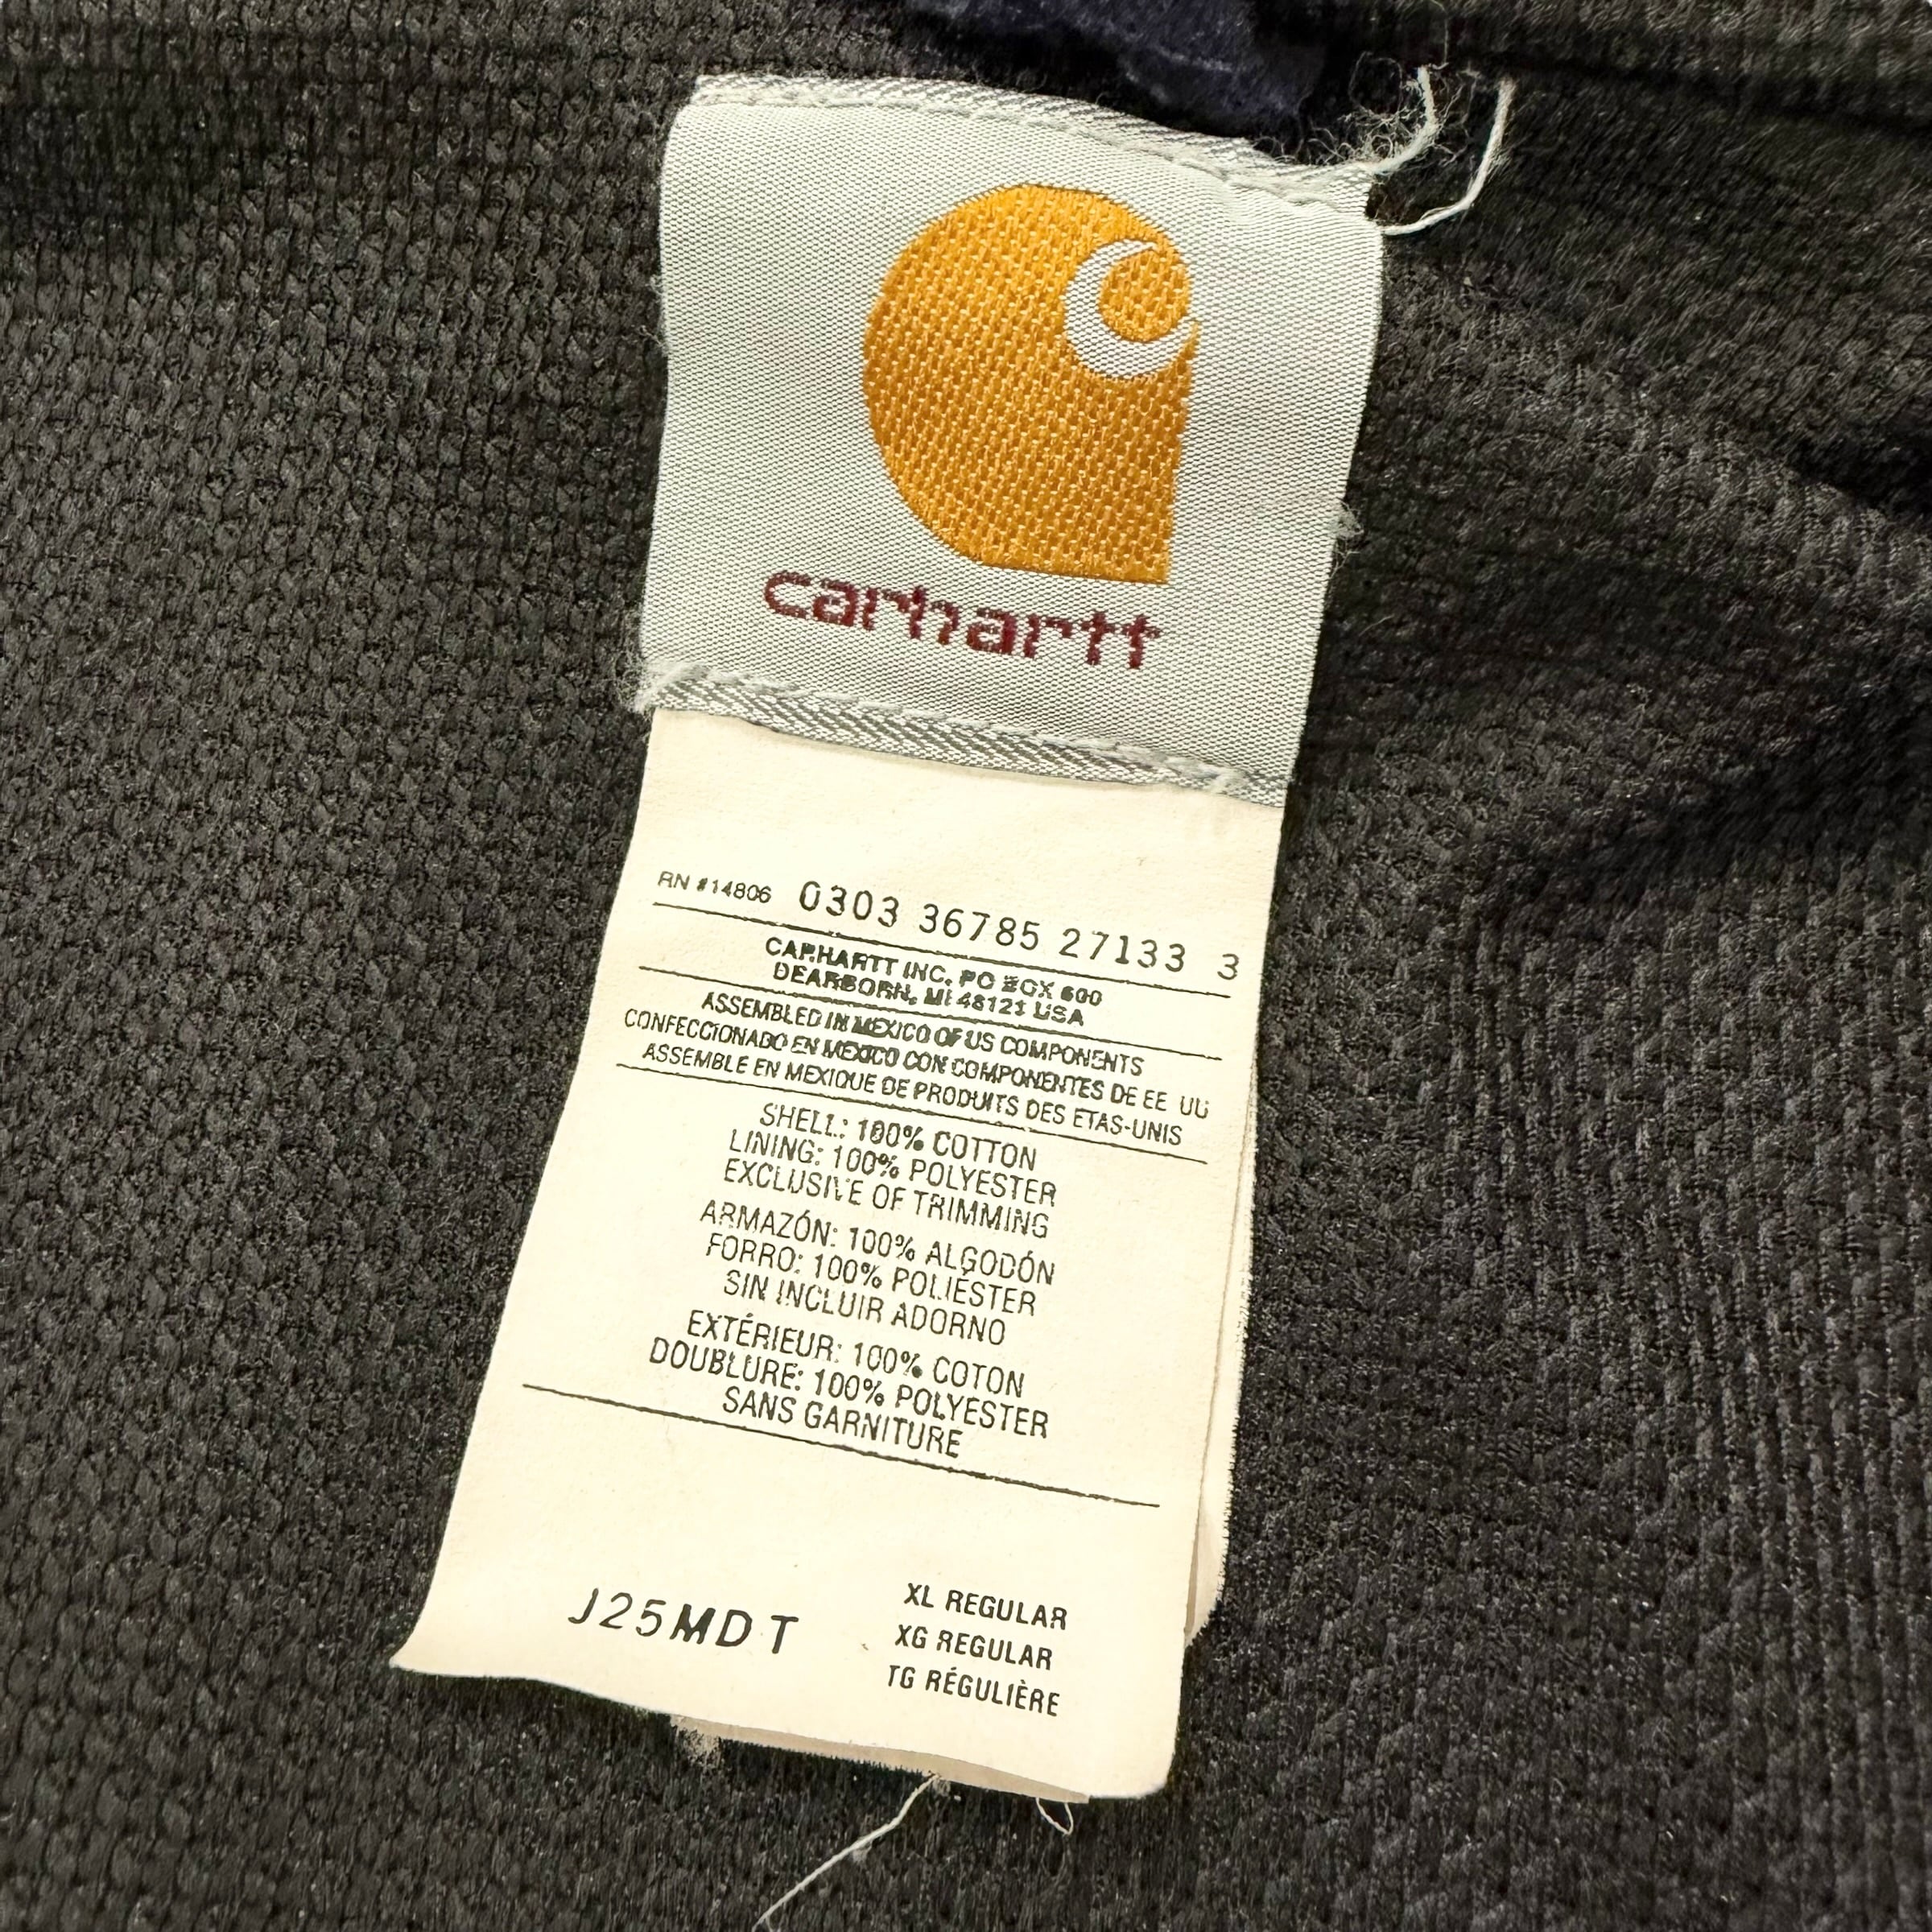 carhartt
RN #14806 0303 36785 27133 3
CARHARTT INC. PO BOX 600
DEARBORN, MI 48121 USA
ASSEMBLED IN MEXICO OF US COMPONENTS
CONFECCIONADO EN MEXICO CON COMPONENTES DE EE UU
ASSEMBLE EN MEXIQUE DE PRODUITS DES ETAS-UNIS
SHELL: 100% COTTON
LINING: 100% POLYESTER
EXCLUSIVE OF TRIMMING
ARMAZÓN: 100% ALGODÓN
FORRO: 100% POLIÉSTER
SIN INCLUIR ADORNO
EXTÉRIEUR: 100% COTON
DOUBLURE: 100% POLYESTER
SANS GARNITURE
J25MDT
XL REGULAR
XG REGULAR
TG RÉGULIÈRE